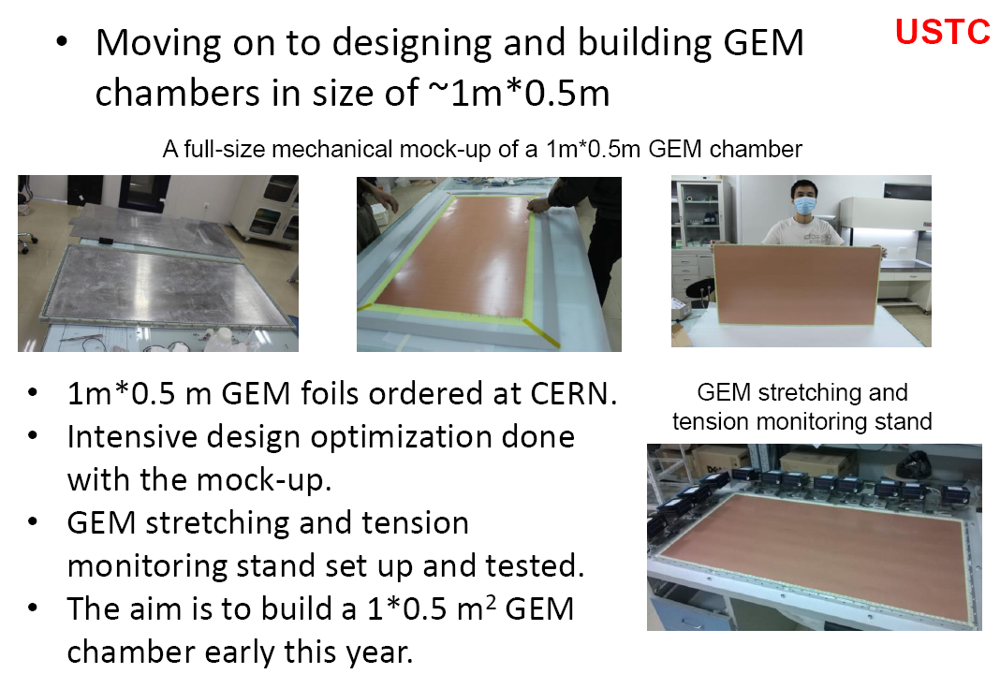 • Moving on to designing and building GEM
chambers in size of ~1m*0.5m
USTC
A full-size mechanical mock-up of a 1m*0.5m GEM chamber
• 1m*0.5 m GEM foils ordered at CERN.
• Intensive design optimization done
with the mock-up.
• GEM stretching and tension
monitoring stand set up and tested.
• The aim is to build a 1*0.5 m² GEM
chamber early this year.
GEM stretching and
tension monitoring stand